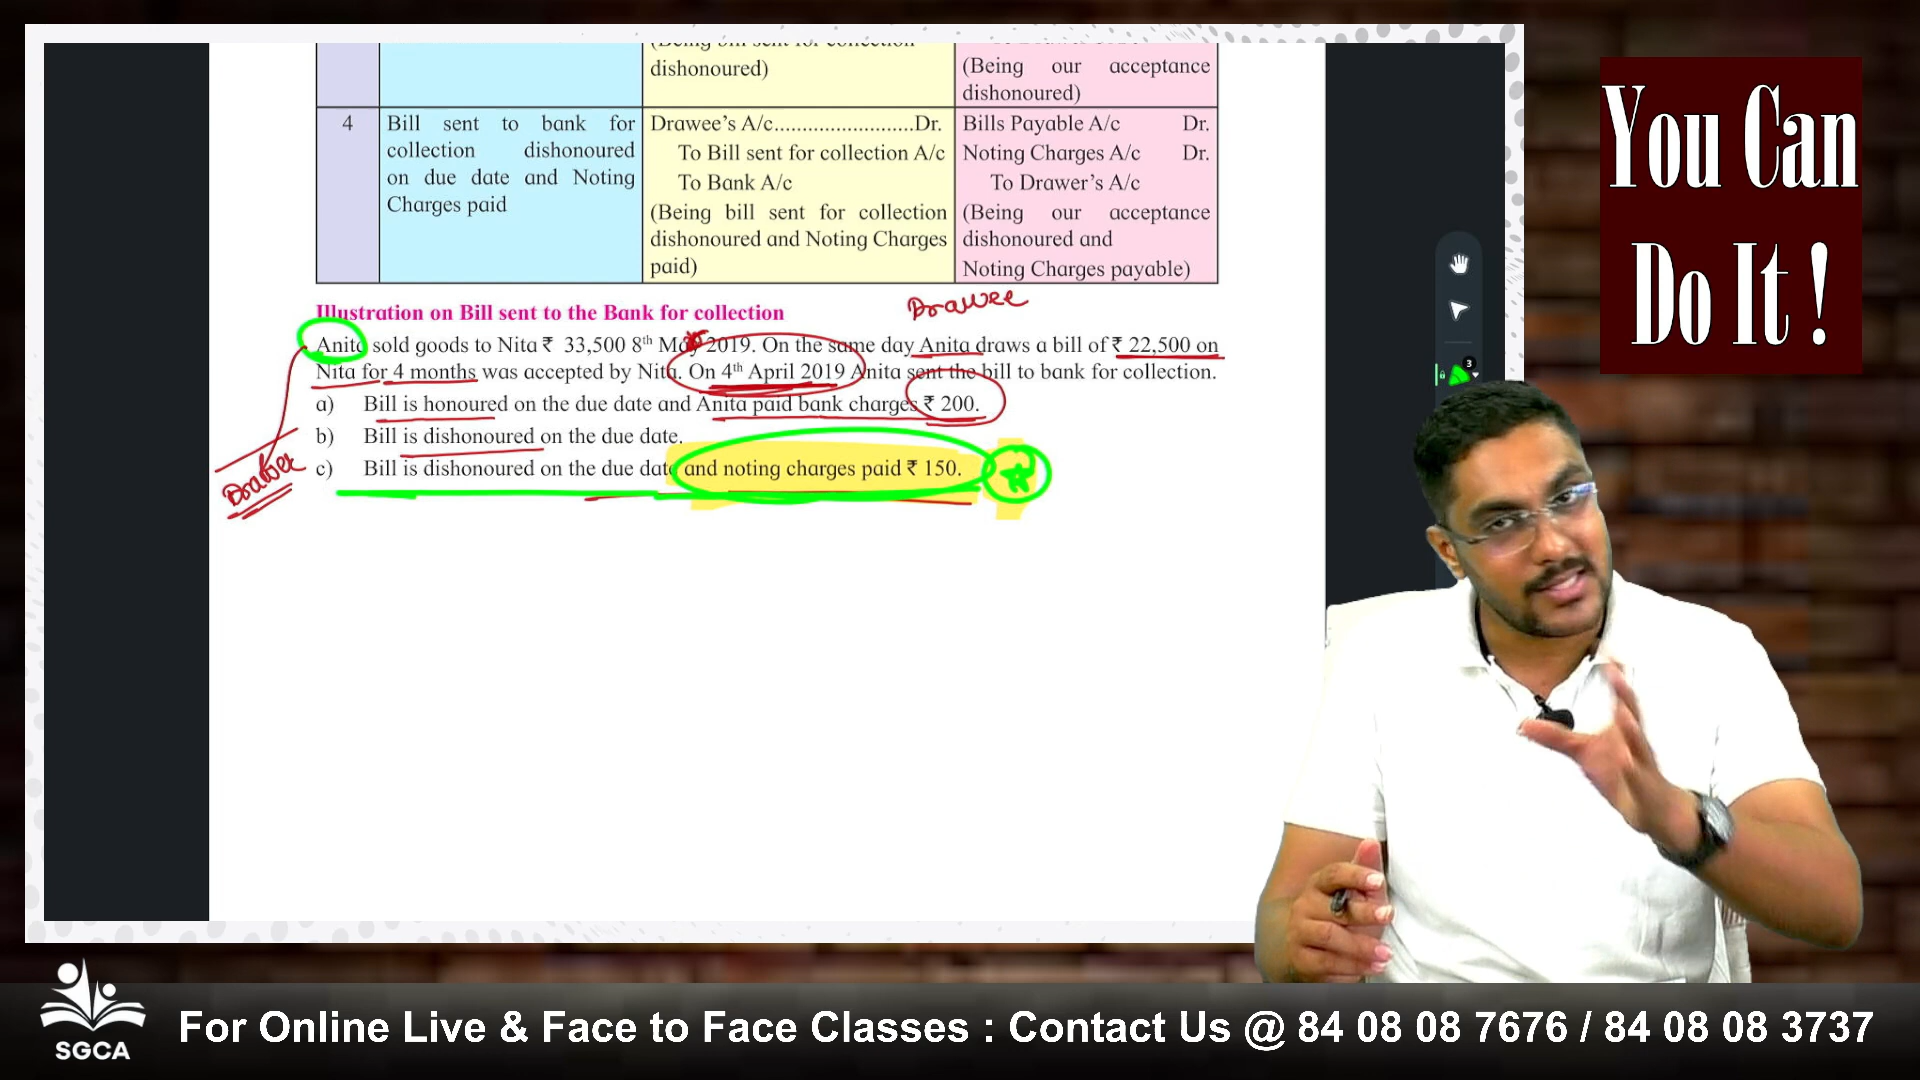 dishonoured)
(Being our acceptance
dishonoured)
4
Bill sent to bank for
collection dishonoured
on due date and Noting
Charges paid
Drawee's A/c.........................Dr.
To Bill sent for collection A/c
To Bank A/c
(Being bill sent for collection
dishonoured and Noting Charges
paid)
Bills Payable A/c Dr.
Noting Charges A/c Dr.
To Drawer's A/c
(Being our acceptance
dishonoured and
Noting Charges payable)
Drawee
Illustration on Bill sent to the Bank for collection
Anita sold goods to Nita ₹ 33,500 8th May 2019. On the same day Anita draws a bill of ₹ 22,500 on
Nita for 4 months was accepted by Nita. On 4th April 2019 Anita sent the bill to bank for collection.
a) Bill is honoured on the due date and Anita paid bank charges ₹ 200.
b) Bill is dishonoured on the due date.
c) Bill is dishonoured on the due date and noting charges paid ₹ 150.
Drawer
You Can
Do It !
3
SGCA
For Online Live & Face to Face Classes : Contact Us @ 84 08 08 7676 / 84 08 08 3737